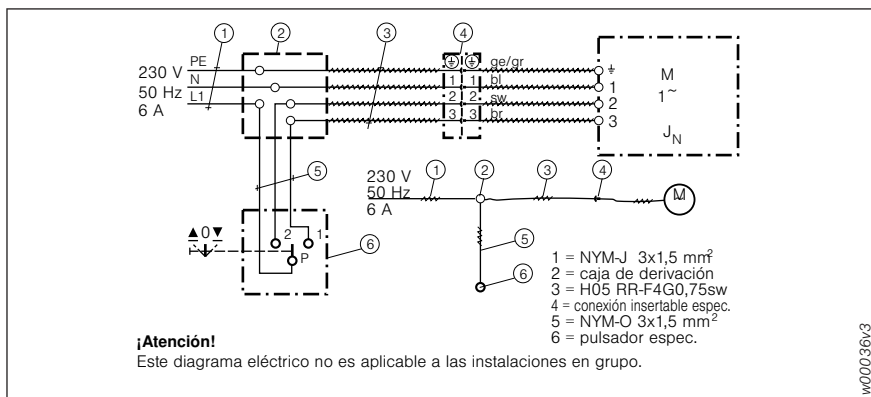 1
2
3
4
230 V
50 Hz
6 A
PE
N
L1
ge/gr
1 1 bl
2 2 sw
3 3 br
1
2
3
M
1~
J_N
5
▲0▼
2
1
P
6
230 V
50 Hz
6 A
1
2
3
4
M
5
6
1 = NYM-J 3x1,5 mm²
2 = caja de derivación
3 = H05 RR-F4G0,75sw
4 = conexión insertable espec.
5 = NYM-O 3x1,5 mm²
6 = pulsador espec.
¡Atención!
Este diagrama eléctrico no es aplicable a las instalaciones en grupo.
w00036v3